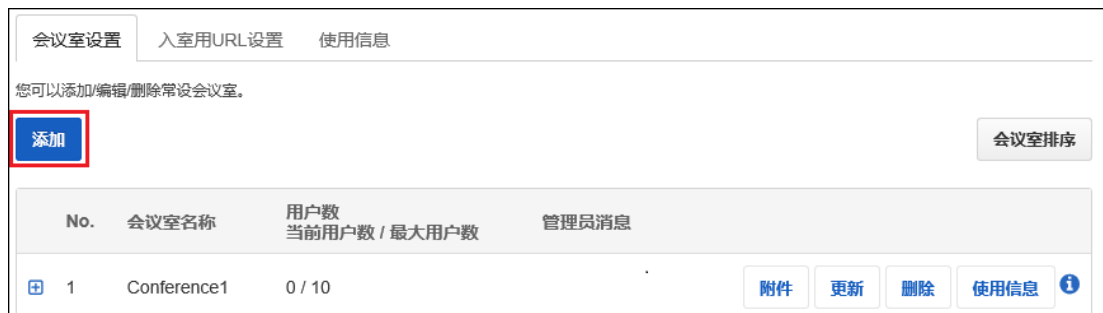 会议室设置 入室用URL设置 使用信息
您可以添加/编辑/删除常设会议室。
添加 会议室排序
No. 会议室名称 用户数 管理员消息
当前用户数 / 最大用户数
1 Conference1 0 / 10 附件 更新 删除 使用信息